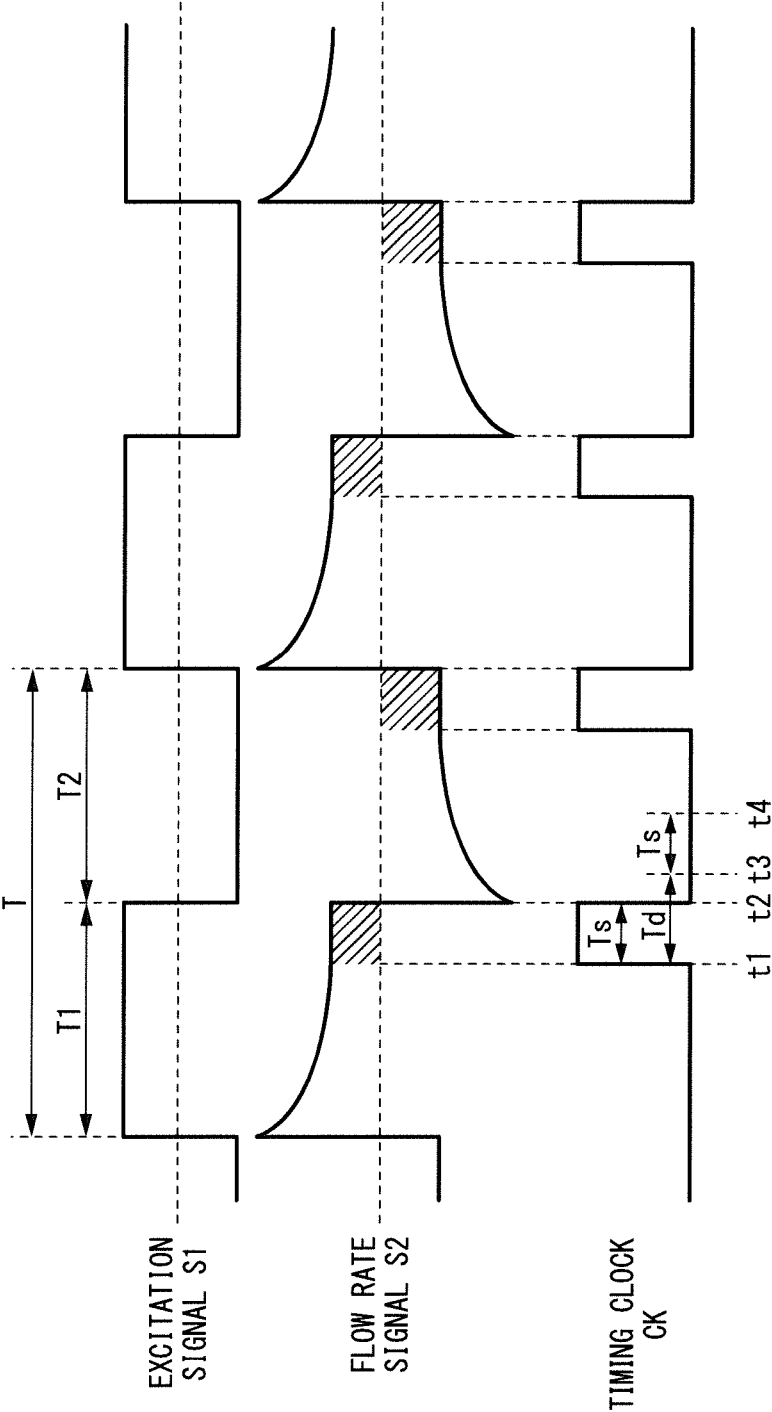 T
T1
T2
EXCITATION
SIGNAL S1
FLOW RATE
SIGNAL S2
TIMING CLOCK
CK
Ts
Td
Ts
t1
t2
t3
t4